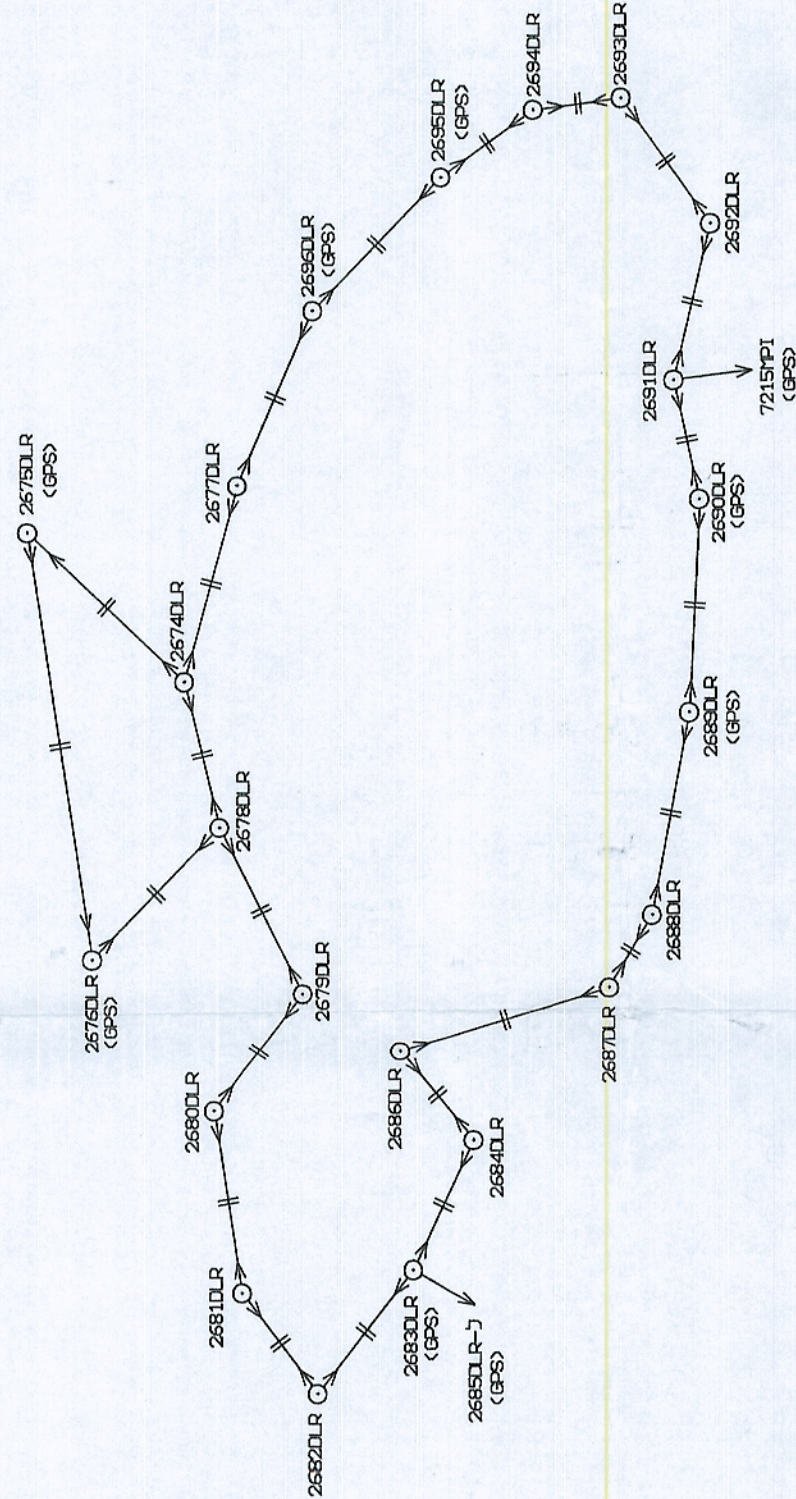 2694DLR
2693DLR
2695DLR
(GPS)
2696DLR
(GPS)
2692DLR
2691DLR
7215MPI
(GPS)
2675DLR
(GPS)
2677DLR
2690DLR
(GPS)
2674DLR
2689DLR
(GPS)
2678DLR
2688DLR
2676DLR
(GPS)
2679DLR
2687DLR
2686DLR
2680DLR
2684DLR
2681DLR
2683DLR
(GPS)
2685DLR-J
(GPS)
2682DLR